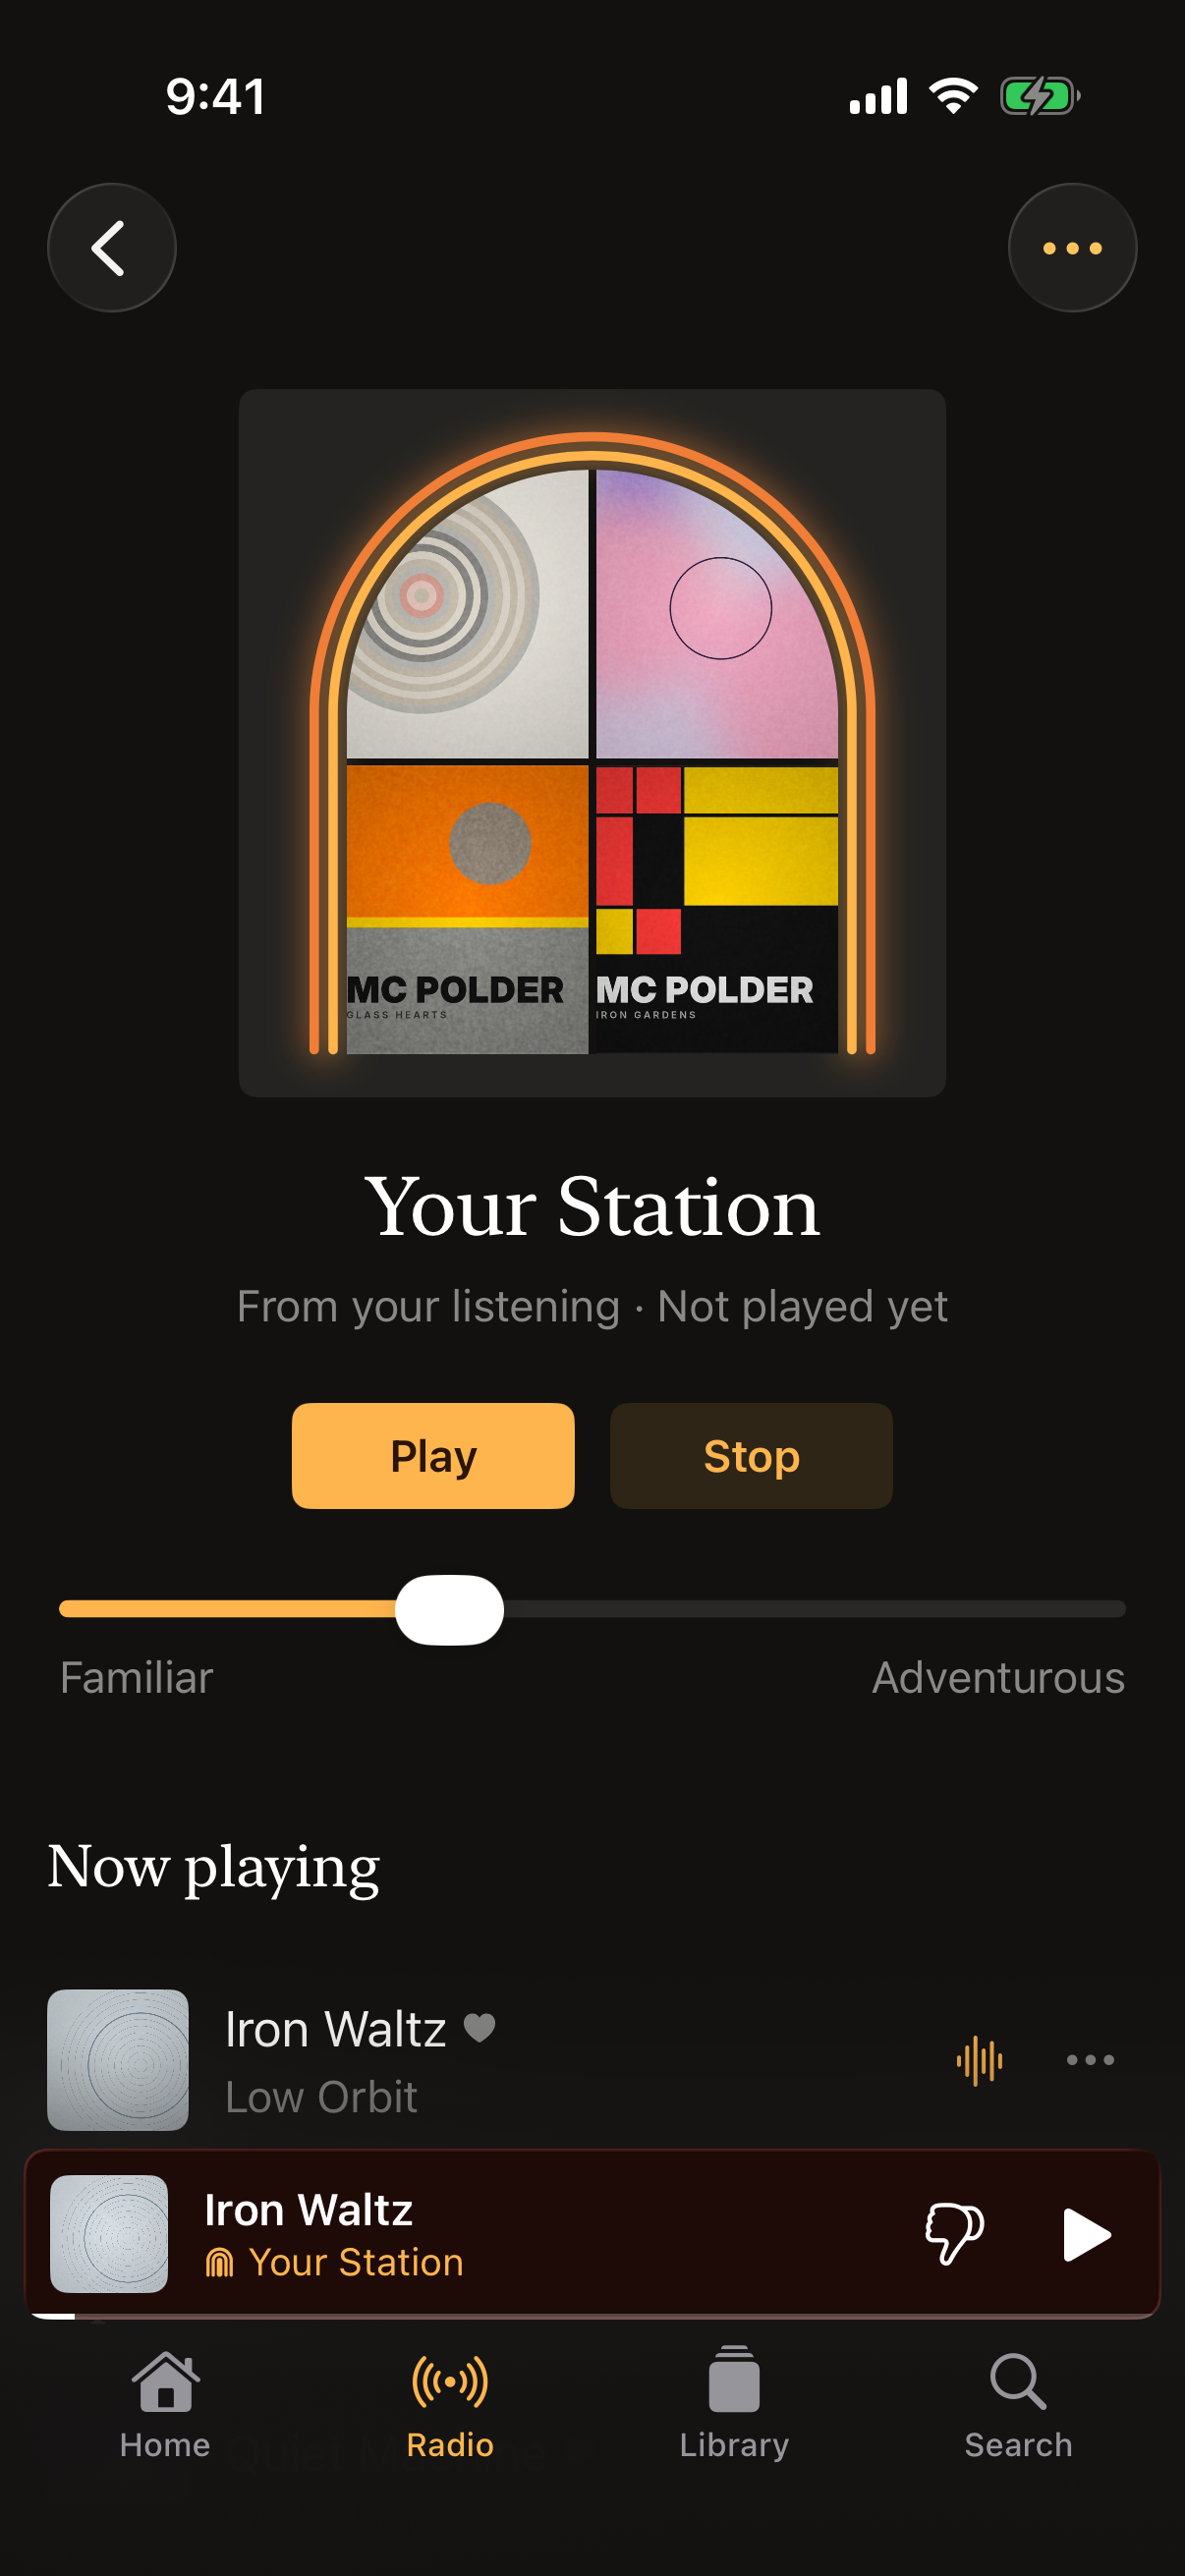 9:41
MC POLDER
GLASS HEARTS
MC POLDER
IRON GARDENS
Your Station
From your listening · Not played yet
Play
Stop
Familiar
Adventurous
Now playing
Iron Waltz
Low Orbit
Iron Waltz
Your Station
Home
Radio
Library
Search